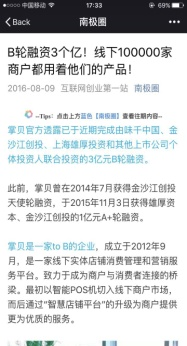 中国移动
17:33
南极圈
B轮融资3个亿！线下100000家
商户都用着他们的产品！
2016-08-09 互联网创业第一站 南极圈
--Tips：点击上方蓝色【南极圈】查看往期内容--
掌贝官方透露已于近期完成由昧千中国、金
沙江创投、上海雄厚投资和其他上市公司个
体投资人联合投资的3亿元B轮融资。
此前，掌贝曾在2014年7月获得金沙江创投
天使轮融资，于2015年11月3日获得雄厚资
本、金沙江创投的1亿元A+轮融资。
掌贝是一家to B的企业，成立于2012年9
月，是一家线下实体店铺消费管理和营销服
务平台。致力于成为商户与消费者连接的桥
梁。最初以智能POS机切入线下商户市场，
而后通过“智慧店铺平台”的升级为商户提供
更为优质的服务。